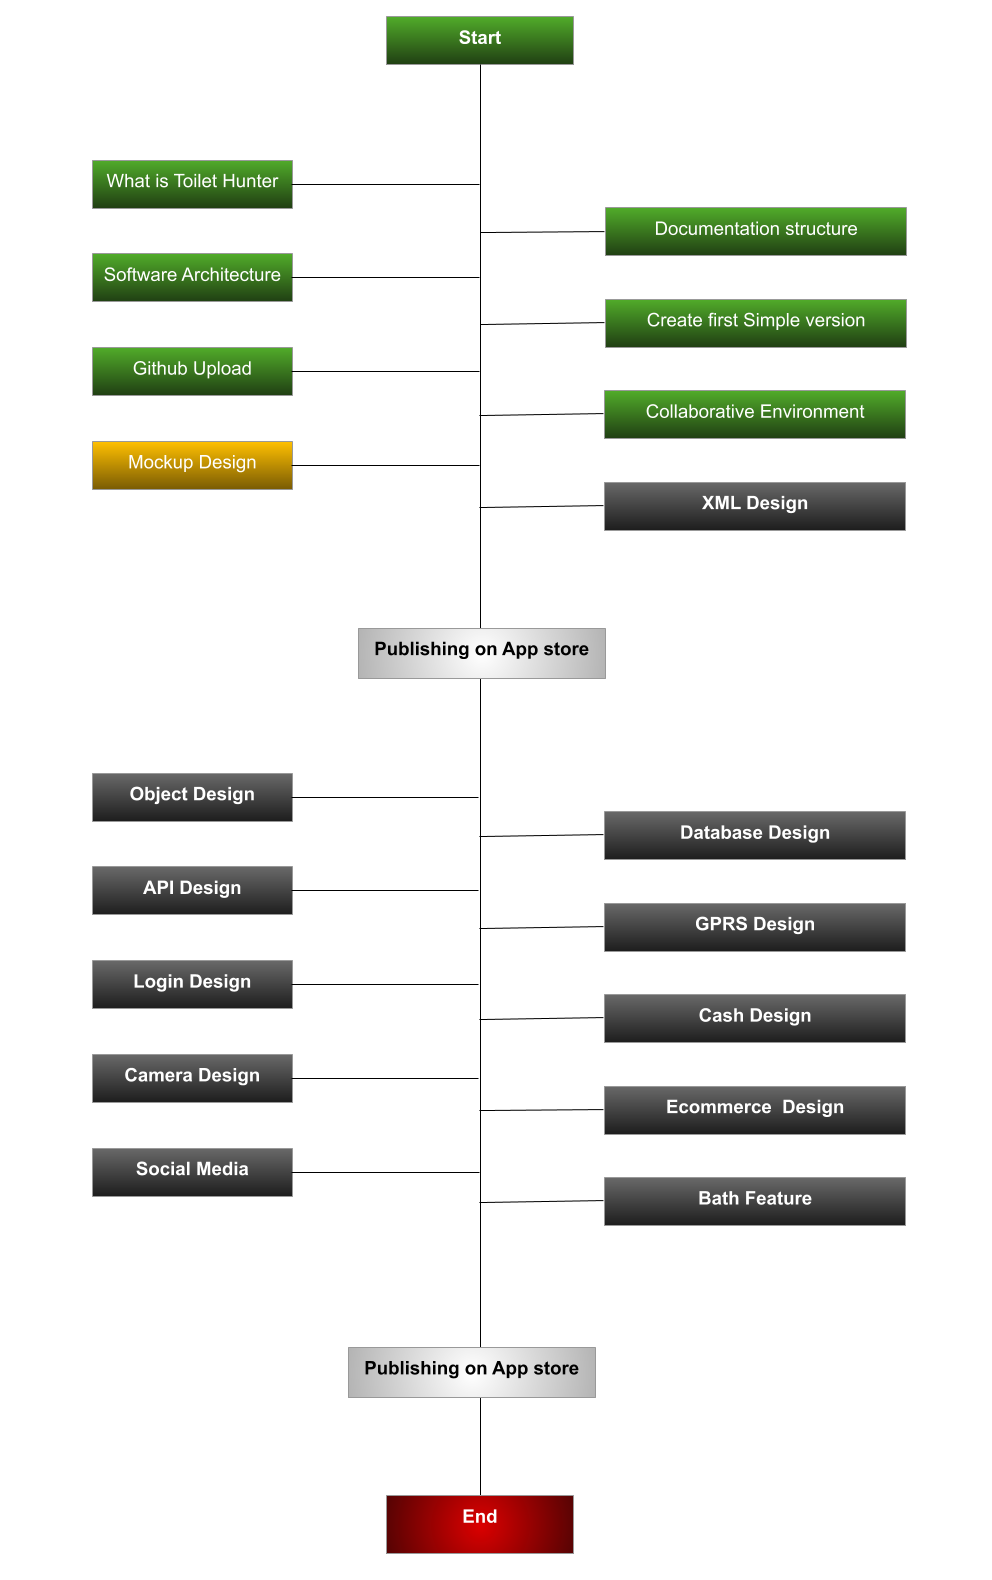 Start
What is Toilet Hunter
Documentation structure
Software Architecture
Create first Simple version
Github Upload
Collaborative Environment
Mockup Design
XML Design
Publishing on App store
Object Design
Database Design
API Design
GPRS Design
Login Design
Cash Design
Camera Design
Ecommerce  Design
Social Media
Bath Feature
Publishing on App store
End